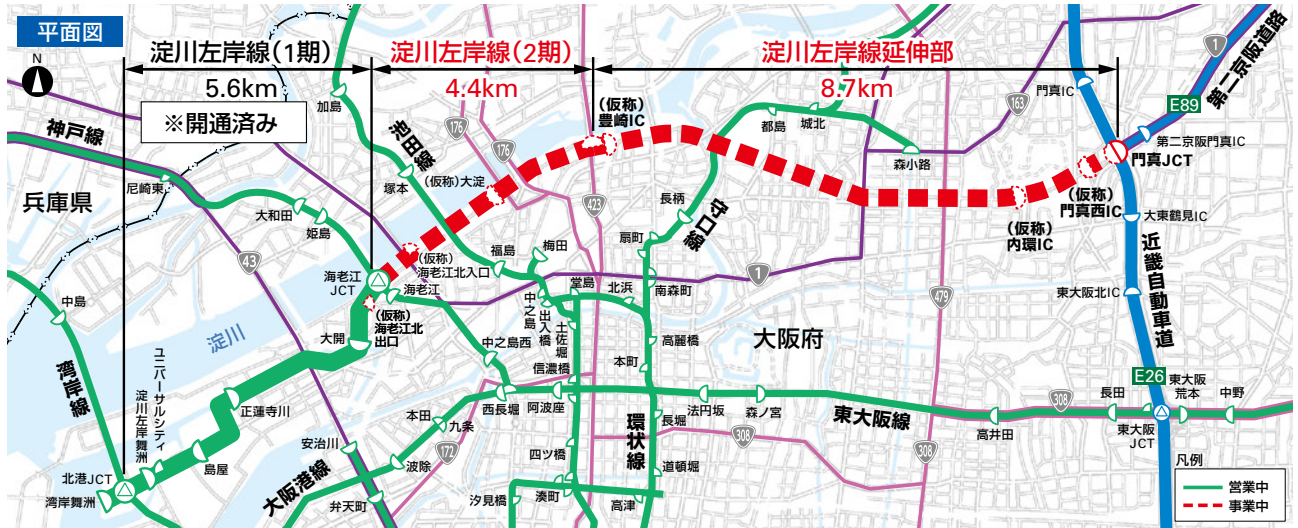 平面図
N
淀川左岸線(1期)
5.6km
※開通済み
淀川左岸線(2期)
4.4km
淀川左岸線延伸部
8.7km
第二京阪道路
1
E89
門真IC
163
都島
城北
森小路
第二京阪門真IC
門真JCT
(仮称)
豊崎IC
(仮称)
門真西IC
(仮称)
内環IC
大東鶴見IC
近畿自動車道
加島
池田線
176
176
(仮称)大淀
塚本
423
長柄
守口線
扇町
神戸線
尼崎東
兵庫県
大和田
姫島
43
海老江
JCT
(仮称)
海老江北入口
海老江
(仮称)
海老江北
出口
福島
梅田
堂島
北浜
1
南森町
479
東大阪北IC
中島
淀川
大開
中之島
出入橋
土佐堀
高麗橋
大阪府
湾岸線
中之島西
信濃橋
本町
E26
ユニバーサルシティ
淀川左岸舞洲
正蓮寺川
本田
西長堀
阿波座
法円坂
森ノ宮
東大阪線
308
長田
東大阪
荒本
中野
九条
長堀
環状線
高井田
東大阪
JCT
安治川
172
308
308
北港JCT
島屋
波除
四ツ橋
道頓堀
湾岸舞洲
大阪港線
弁天町
汐見橋
湊町
高津
凡例
営業中
事業中